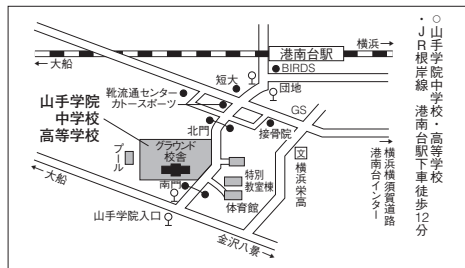 ○山手学院中学校・高等学校
・JR根岸線 港南台駅下車徒歩12分
港南台駅
横浜→
←大船
BIRDS
短大
靴流通センター
カトースポーツ
団地
GS
山手学院
中学校
高等学校
北門
接骨院
グラウンド
校舎
プール
文
横浜栄高
横浜横須賀道路
港南台インター
特別
教室棟
南門
体育館
←大船
山手学院入口
金沢八景→